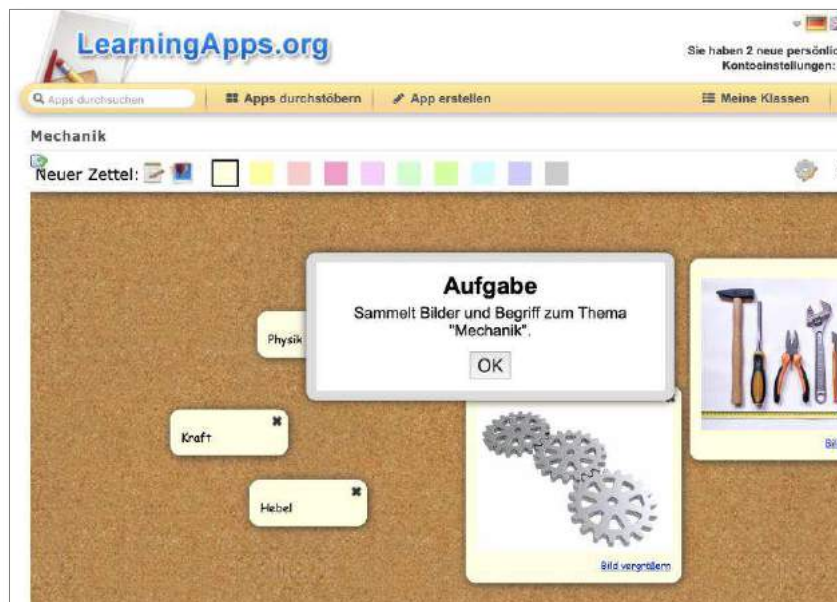 LearningApps.org
Sie haben 2 neue persönlic
Kontoeinstellungen:
Apps durchsuchen
Apps durchstöbern
App erstellen
Meine Klassen
Mechanik
Neuer Zettel:
Aufgabe
Sammelt Bilder und Begriff zum Thema
"Mechanik".
OK
Physik
Kraft
Hebel
Bild vergrößern